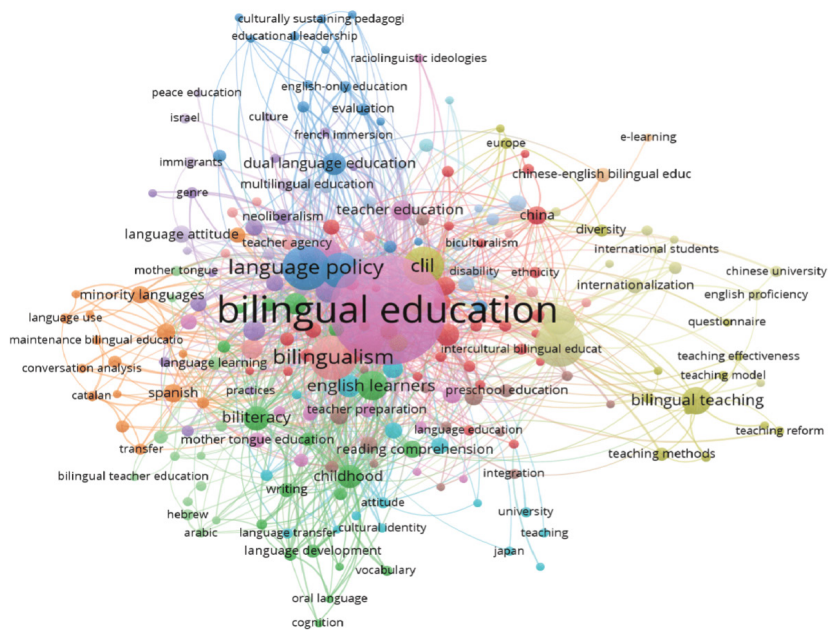 culturally sustaining pedagogi
educational leadership
raciolinguistic ideologies
english-only education
peace education
evaluation
israel
culture
french immersion
e-learning
europe
immigrants
dual language education
chinese-english bilingual educ
multilingual education
genre
teacher education
china
neoliberalism
diversity
language attitude
teacher agency
biculturalism
international students
mother tongue
language policy
clil
disability
ethnicity
chinese university
internationalization
minority languages
english proficiency
bilingual education
language use
questionnaire
maintenance bilingual educatio
intercultural bilingual educat
bilingualism
teaching effectiveness
language learning
conversation analysis
teaching model
english learners
preschool education
spanish
practices
catalan
bilingual teaching
teacher preparation
biliteracy
language education
teaching reform
mother tongue education
transfer
reading comprehension
teaching methods
bilingual teacher education
childhood
integration
writing
attitude
hebrew
university
cultural identity
arabic
language transfer
teaching
language development
japan
vocabulary
oral language
cognition